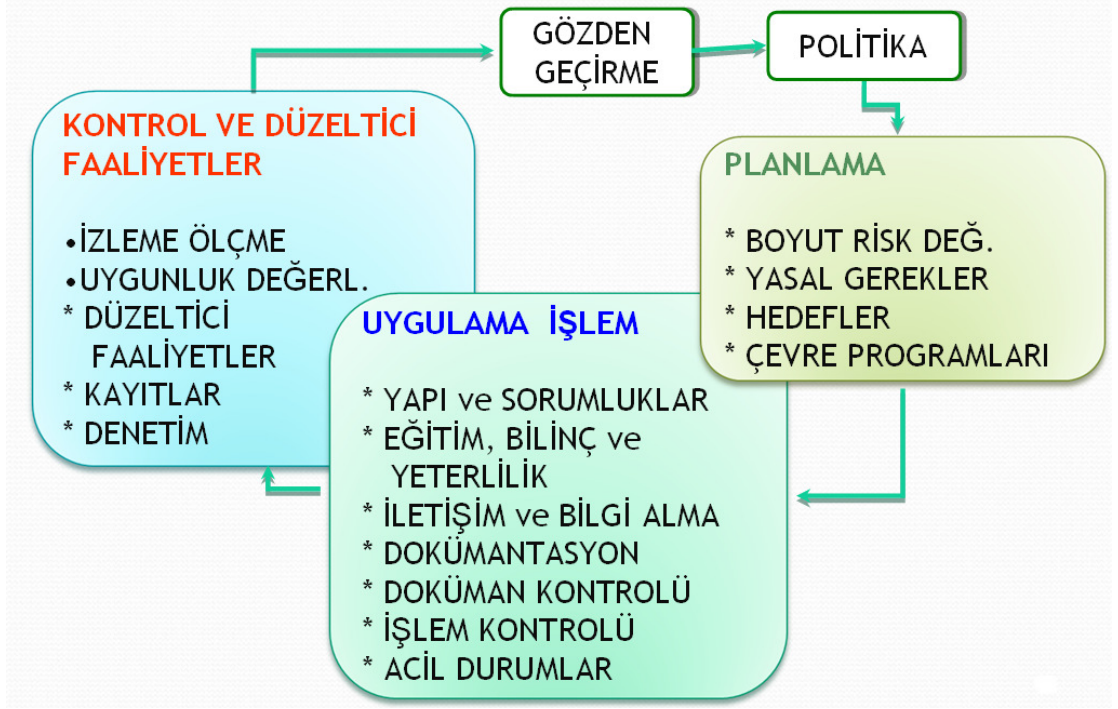 GÖZDEN
GEÇİRME
POLİTİKA
KONTROL VE DÜZELTİCİ
FAALİYETLER
•İZLEME ÖLÇME
•UYGUNLUK DEĞERL.
* DÜZELTİCİ
FAALİYETLER
* KAYITLAR
* DENETİM
UYGULAMA İŞLEM
* YAPI ve SORUMLUKLAR
* EĞİTİM, BİLİNÇ ve
YETERLİLİK
* İLETİŞİM ve BİLGİ ALMA
* DOKÜMANTASYON
* DOKÜMAN KONTROLÜ
* İŞLEM KONTROLÜ
* ACİL DURUMLAR
PLANLAMA
* BOYUT RİSK DEĞ.
* YASAL GEREKLER
* HEDEFLER
* ÇEVRE PROGRAMLARI